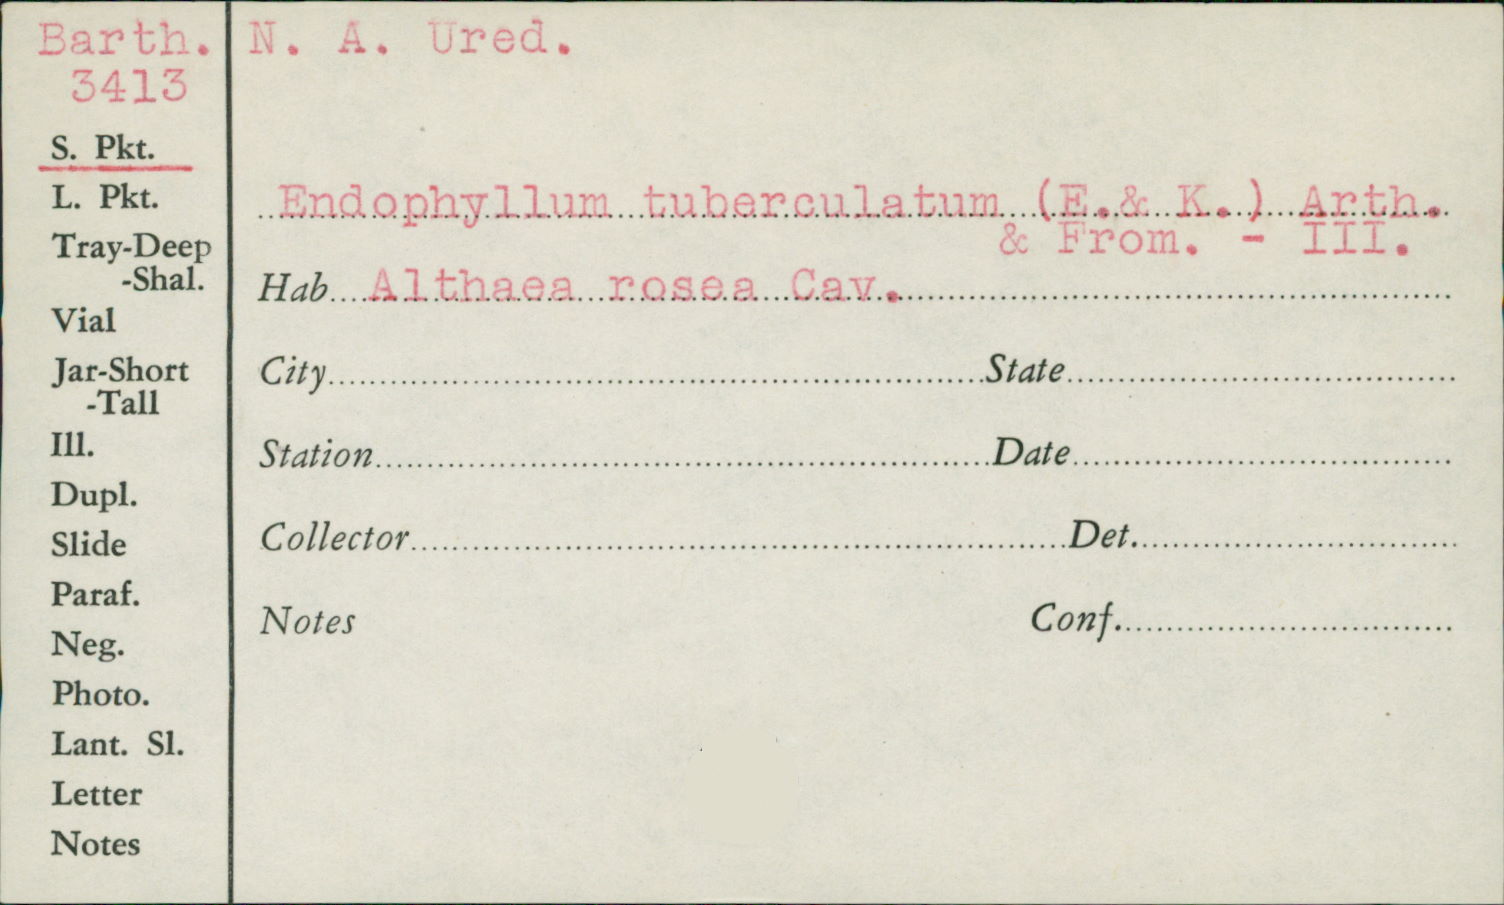 Barth. N. A. Ured.
3413
S. Pkt.
L. Pkt.
Tray-Deep
-Shal.
Vial
Jar-Short
-Tall
Ill.
Dupl.
Slide
Paraf.
Neg.
Photo.
Lant. Sl.
Letter
Notes
Endophyllum tuberculatum (E.& K.) Arth.
& From. - III.
Hab Althaea rosea Cav.
City State
Station Date
Collector Det.
Notes Conf.